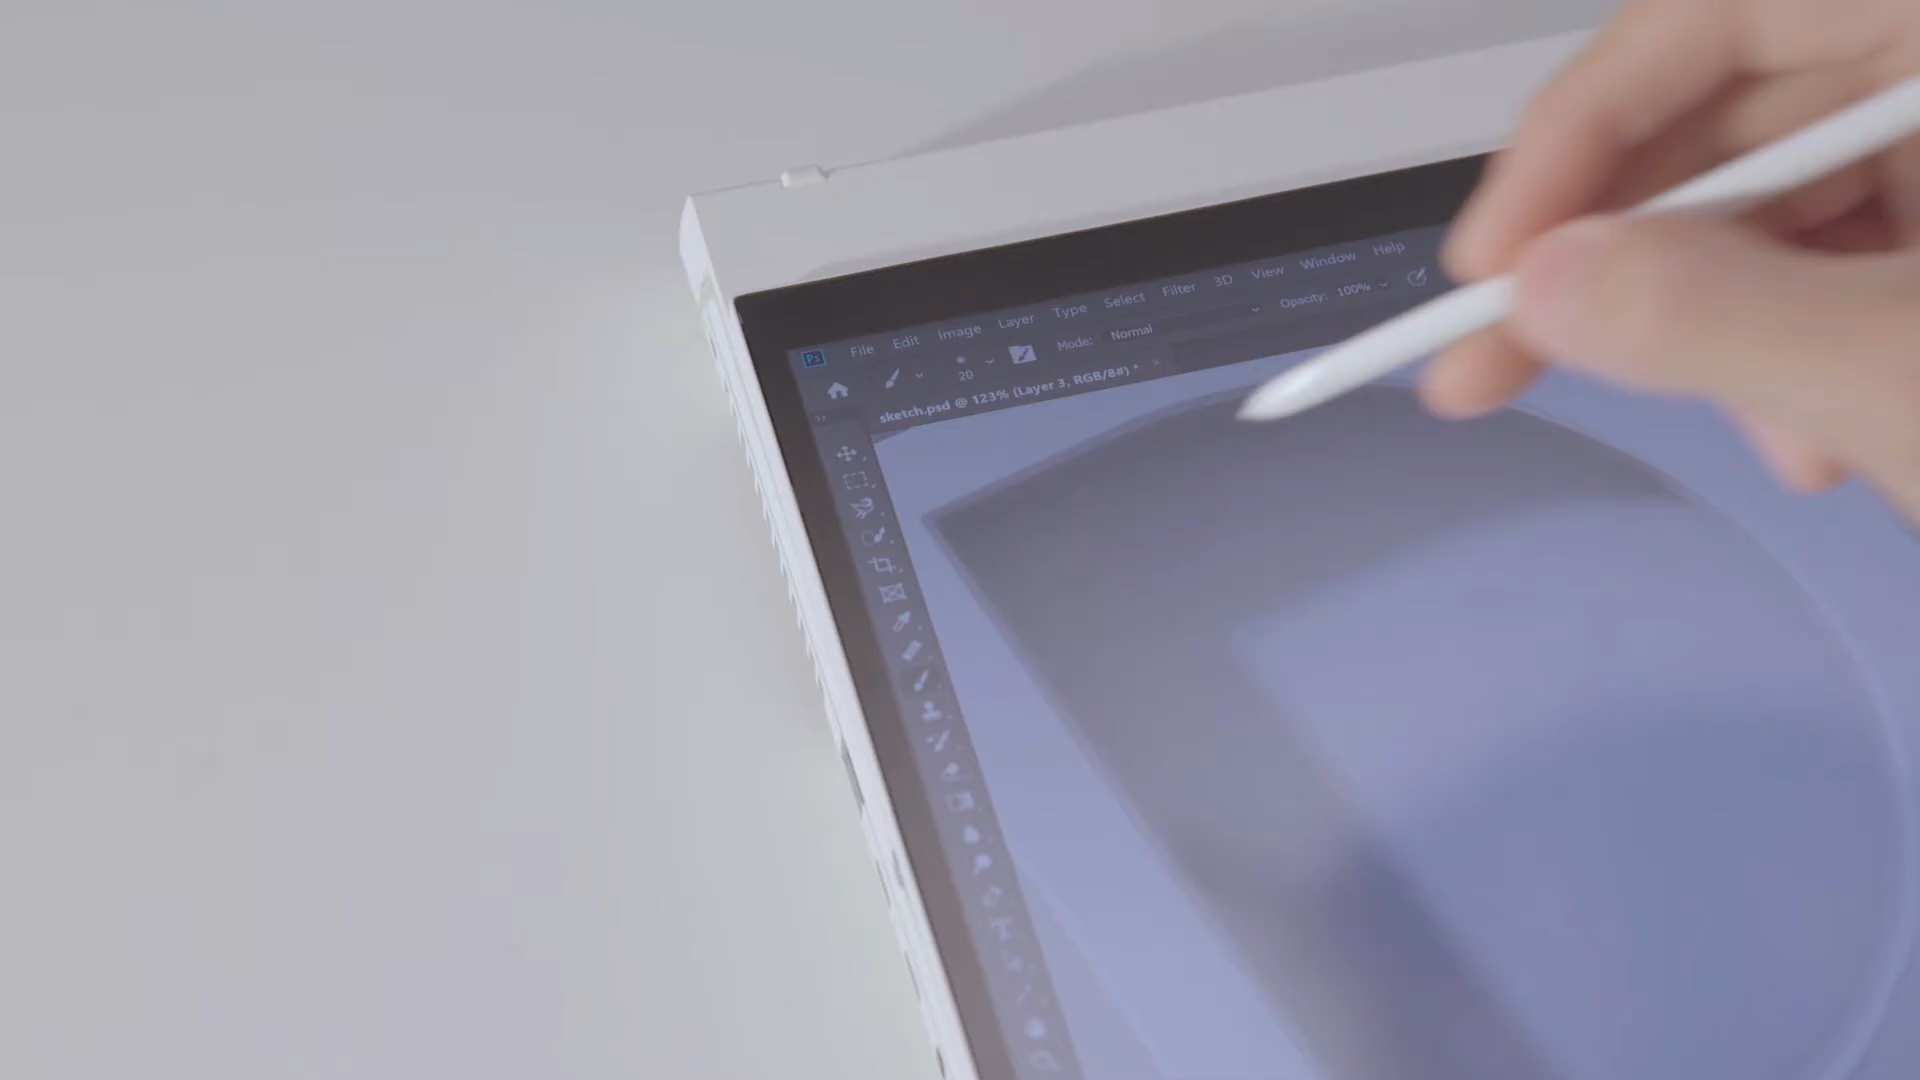 Ps File Edit Image Layer Type Select Filter 3D View Window Help
20 Mode: Normal Opacity: 100%
sketch.psd @ 123% (Layer 3, RGB/8#) * ×